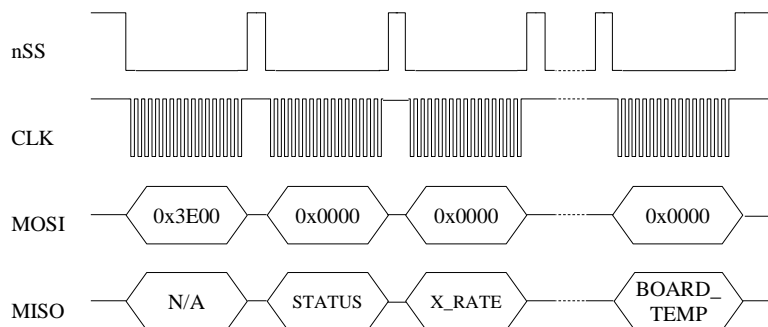 nSS
CLK
MOSI 0x3E00 0x0000 0x0000 0x0000
MISO N/A STATUS X_RATE BOARD_
TEMP